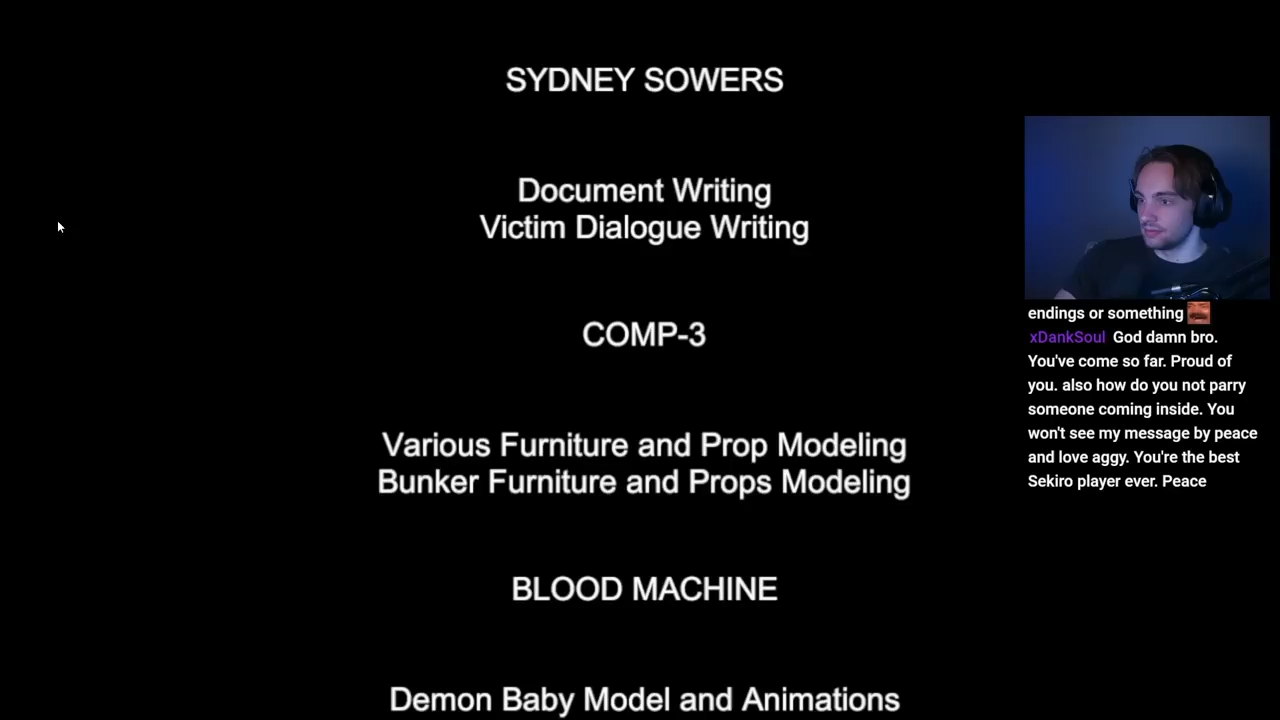 SYDNEY SOWERS
Document Writing
Victim Dialogue Writing
COMP-3
Various Furniture and Prop Modeling
Bunker Furniture and Props Modeling
BLOOD MACHINE
Demon Baby Model and Animations
endings or something
xDankSoul God damn bro.
You've come so far. Proud of
you. also how do you not parry
someone coming inside. You
won't see my message by peace
and love aggy. You're the best
Sekiro player ever. Peace